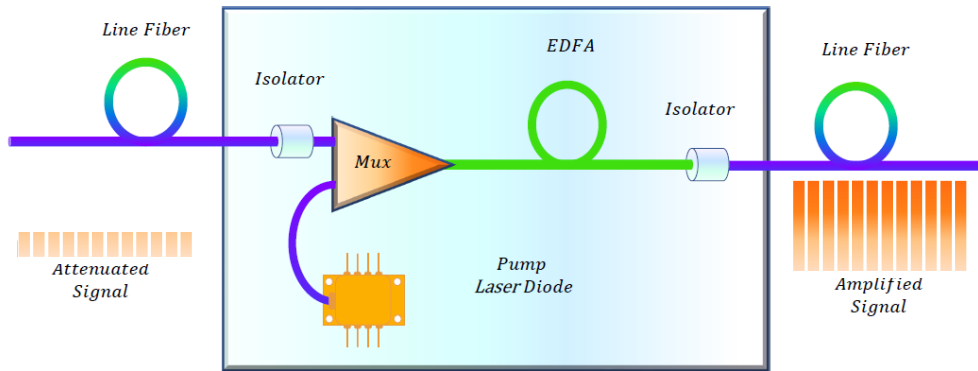 Line Fiber
Isolator
Mux
EDFA
Isolator
Line Fiber
Attenuated
Signal
Pump
Laser Diode
Amplified
Signal